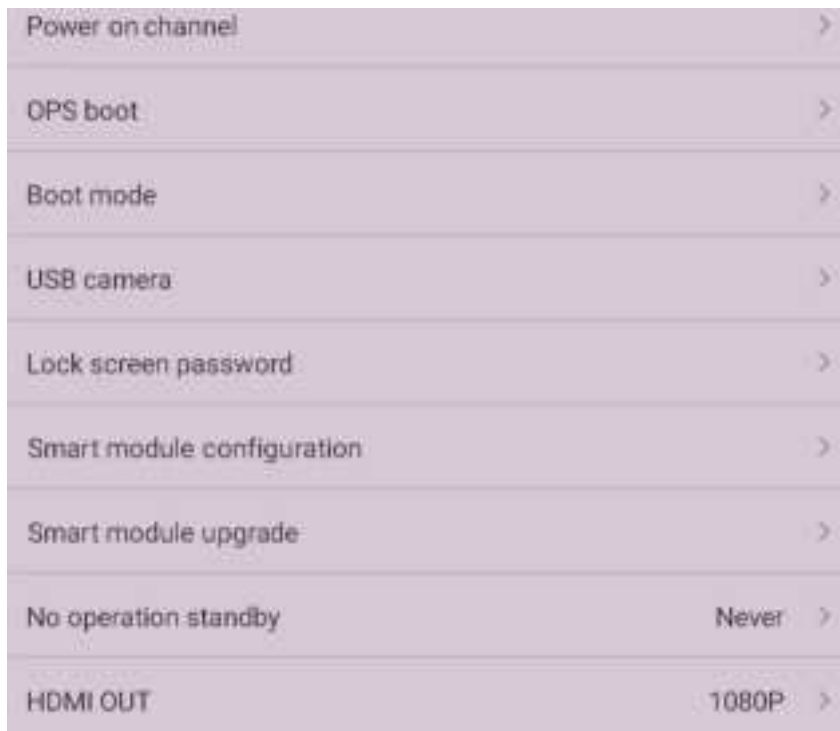 Power on channel
OPS boot
Boot mode
USB camera
Lock screen password
Smart module configuration
Smart module upgrade
No operation standby Never
HDMI OUT 1080P